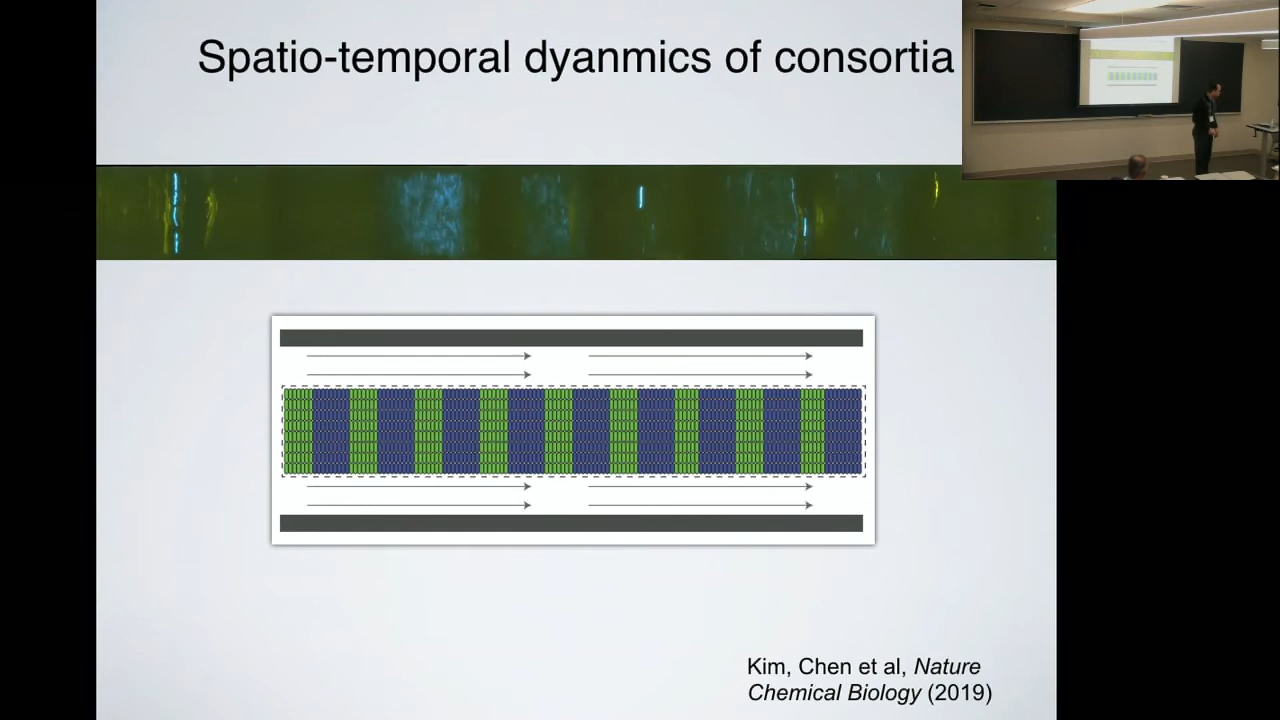 Spatio-temporal dyanmics of consortia
Kim, Chen et al, Nature
Chemical Biology (2019)